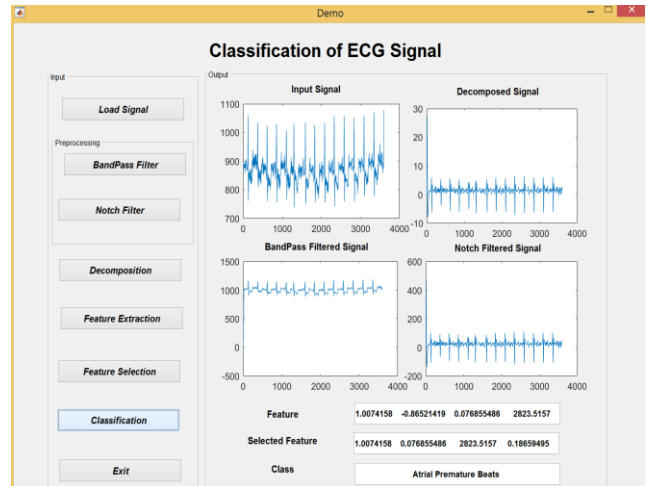 Demo
Classification of ECG Signal
Input
Load Signal
Preprocessing
BandPass Filter
Notch Filter
Decomposition
Feature Extraction
Feature Selection
Classification
Exit
Output
Input Signal
1100
1000
900
800
700
0 1000 2000 3000 4000
Decomposed Signal
30
20
10
0
-10
0 1000 2000 3000 4000
BandPass Filtered Signal
1500
1000
500
0
-500
0 1000 2000 3000 4000
Notch Filtered Signal
600
400
200
0
-200
0 1000 2000 3000 4000
Feature 1.0074158 -0.86521419 0.076855486 2823.5157
Selected Feature 1.0074158 0.076855486 2823.5157 0.18659495
Class Atrial Premature Beats